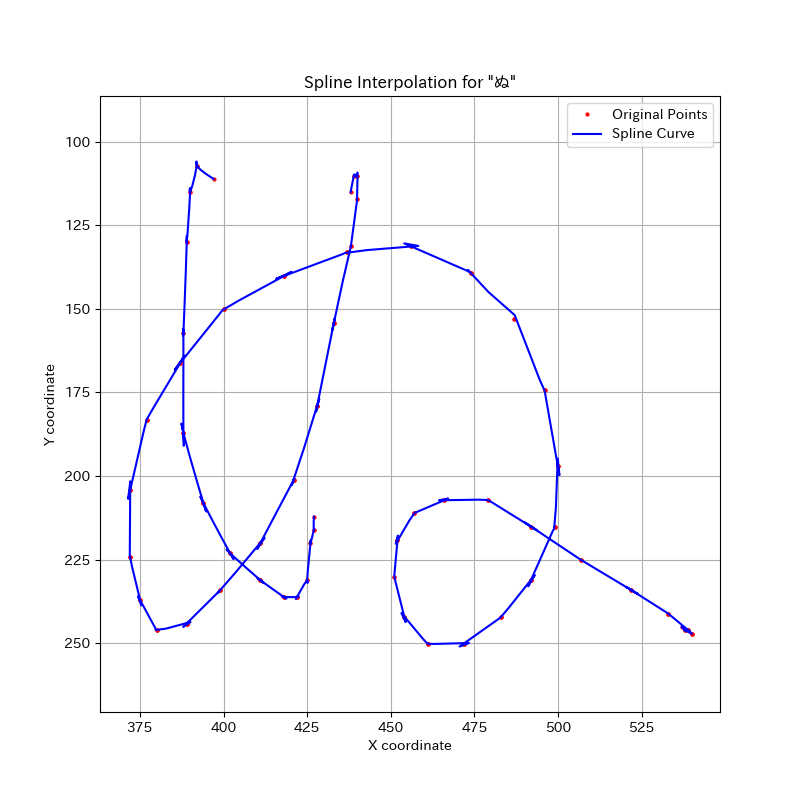 Spline Interpolation for "ぬ"
Original Points
Spline Curve
100
125
150
175
200
225
250
Y coordinate
375 400 425 450 475 500 525
X coordinate